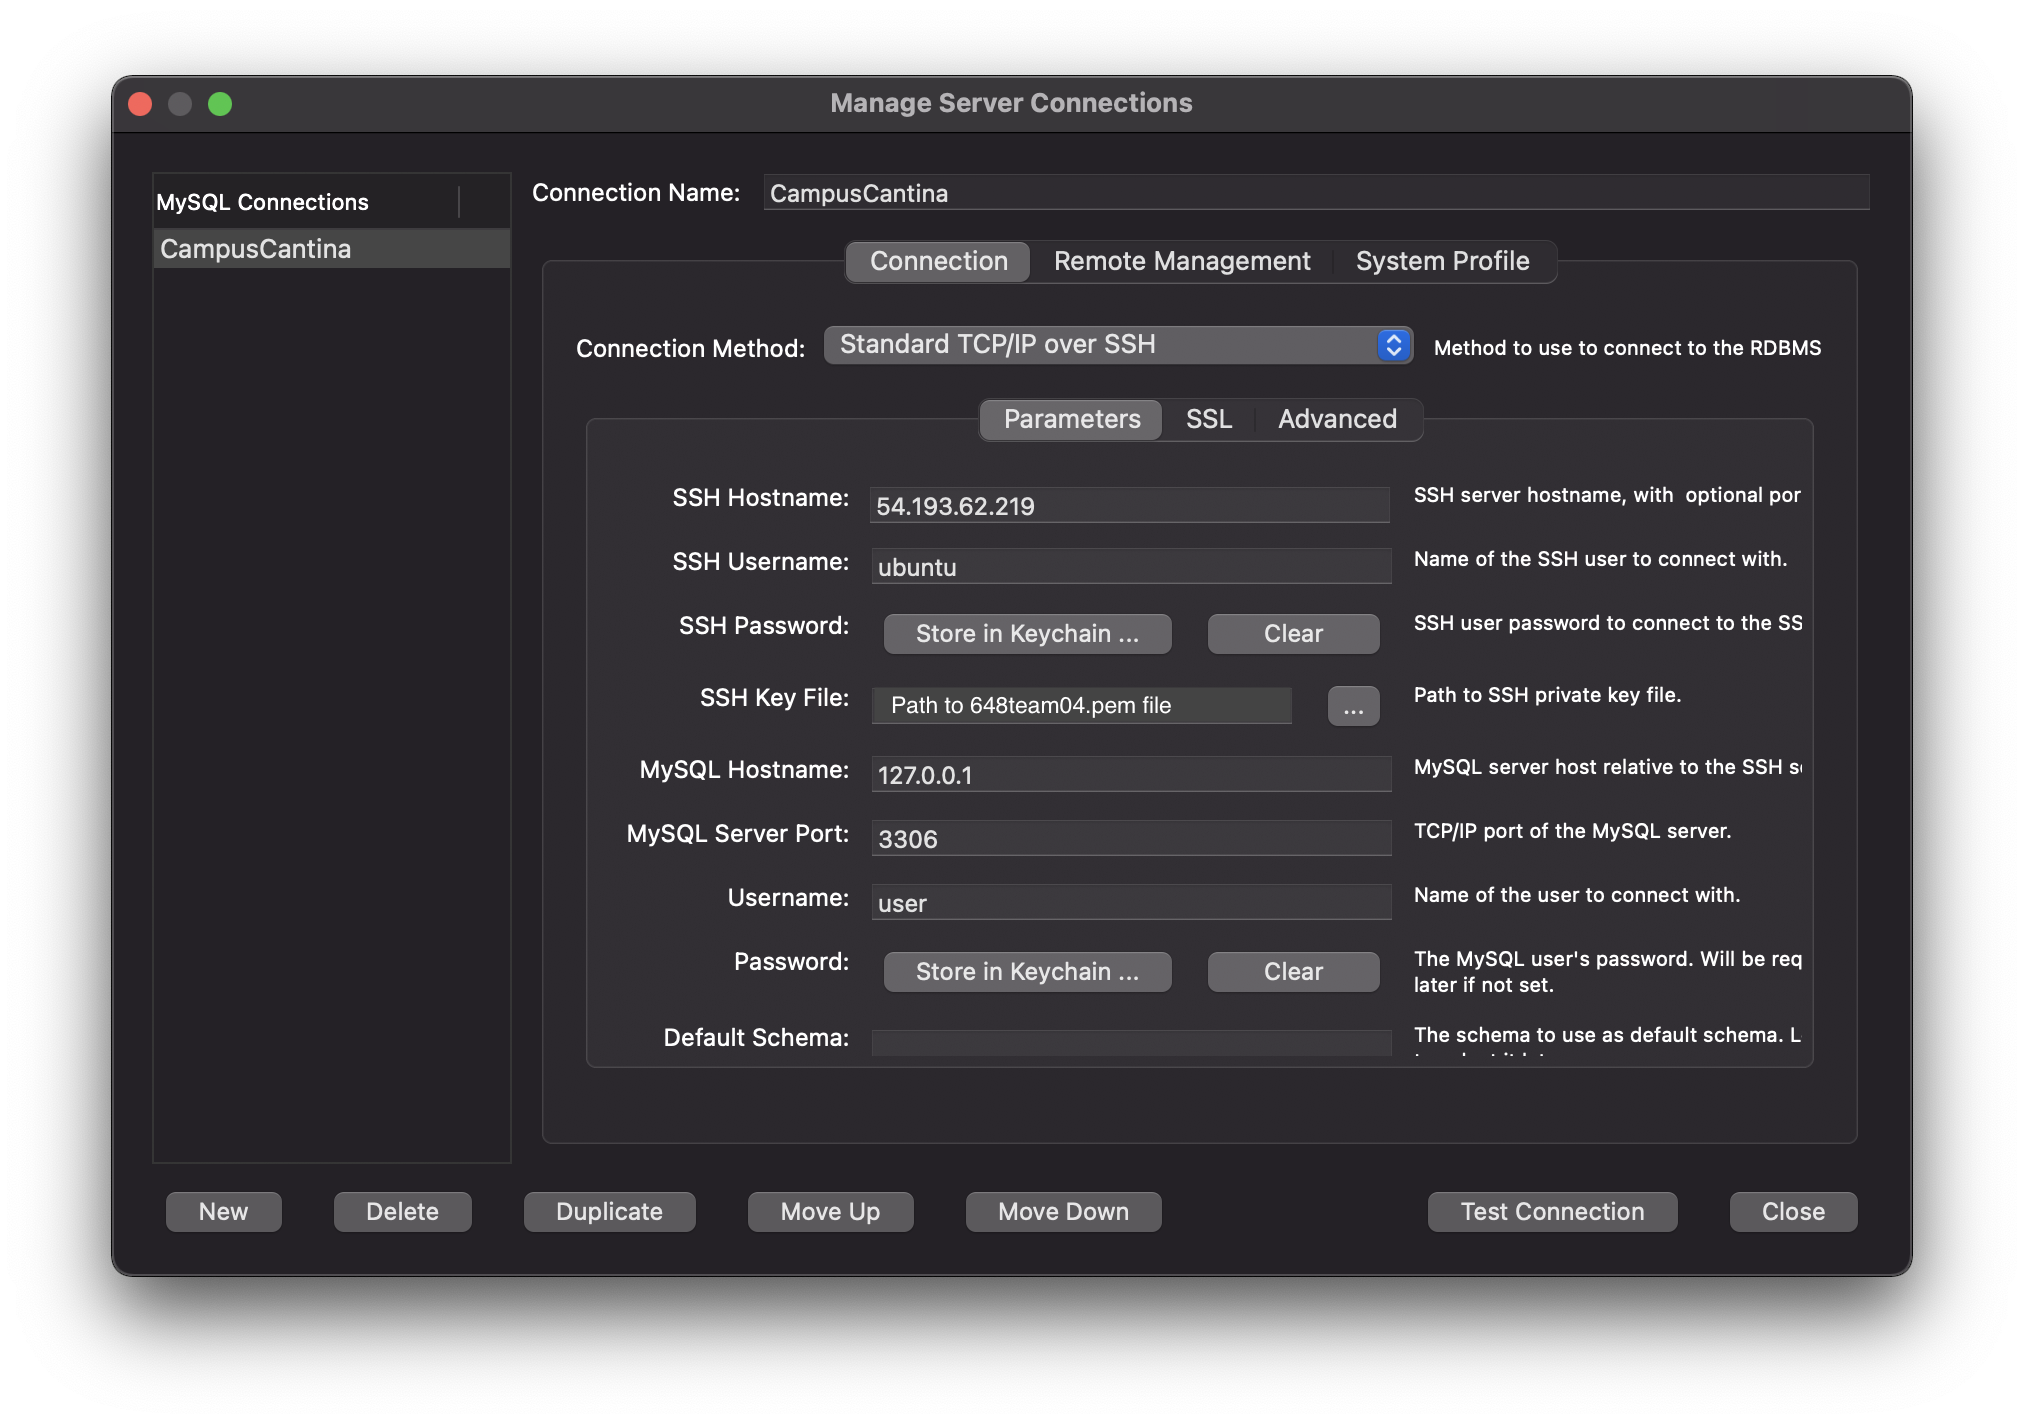 Manage Server Connections
MySQL Connections
CampusCantina
Connection Name: CampusCantina
Connection Remote Management System Profile
Connection Method: Standard TCP/IP over SSH Method to use to connect to the RDBMS
Parameters SSL Advanced
SSH Hostname: 54.193.62.219 SSH server hostname, with optional por
SSH Username: ubuntu Name of the SSH user to connect with.
SSH Password: Store in Keychain ... Clear SSH user password to connect to the SS
SSH Key File: Path to 648team04.pem file ... Path to SSH private key file.
MySQL Hostname: 127.0.0.1 MySQL server host relative to the SSH s
MySQL Server Port: 3306 TCP/IP port of the MySQL server.
Username: user Name of the user to connect with.
Password: Store in Keychain ... Clear The MySQL user's password. Will be req
later if not set.
Default Schema: The schema to use as default schema. L
New Delete Duplicate Move Up Move Down Test Connection Close